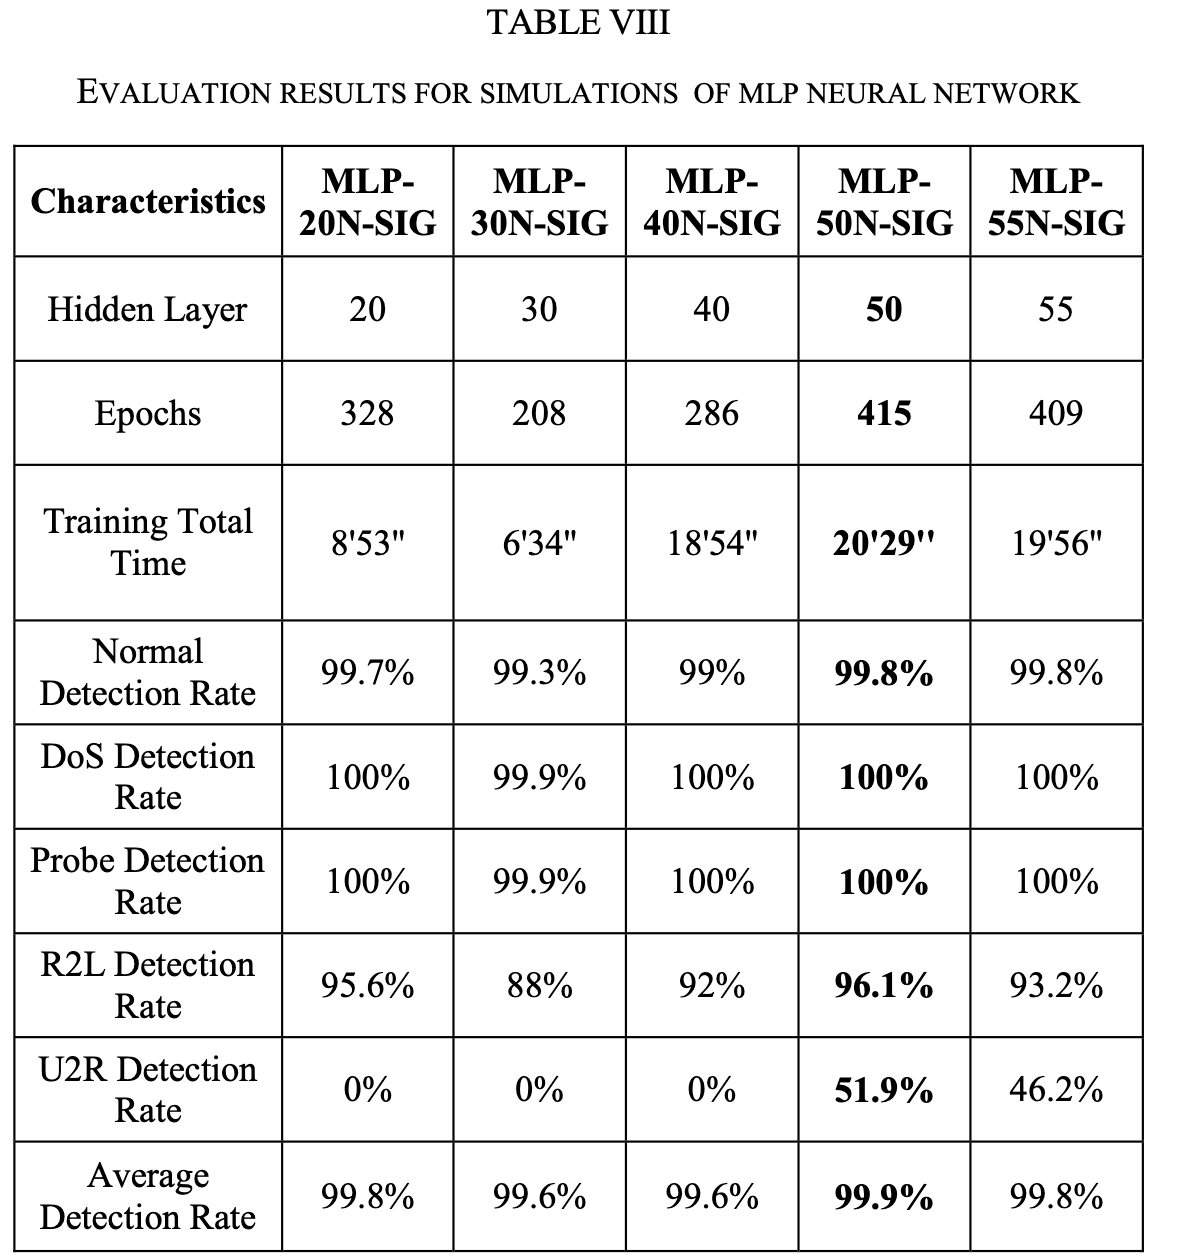 TABLE VIII
EVALUATION RESULTS FOR SIMULATIONS OF MLP NEURAL NETWORK
Characteristics MLP-20N-SIG MLP-30N-SIG MLP-40N-SIG MLP-50N-SIG MLP-55N-SIG
Hidden Layer 20 30 40 50 55
Epochs 328 208 286 415 409
Training Total Time 8'53" 6'34" 18'54" 20'29'' 19'56"
Normal Detection Rate 99.7% 99.3% 99% 99.8% 99.8%
DoS Detection Rate 100% 99.9% 100% 100% 100%
Probe Detection Rate 100% 99.9% 100% 100% 100%
R2L Detection Rate 95.6% 88% 92% 96.1% 93.2%
U2R Detection Rate 0% 0% 0% 51.9% 46.2%
Average Detection Rate 99.8% 99.6% 99.6% 99.9% 99.8%